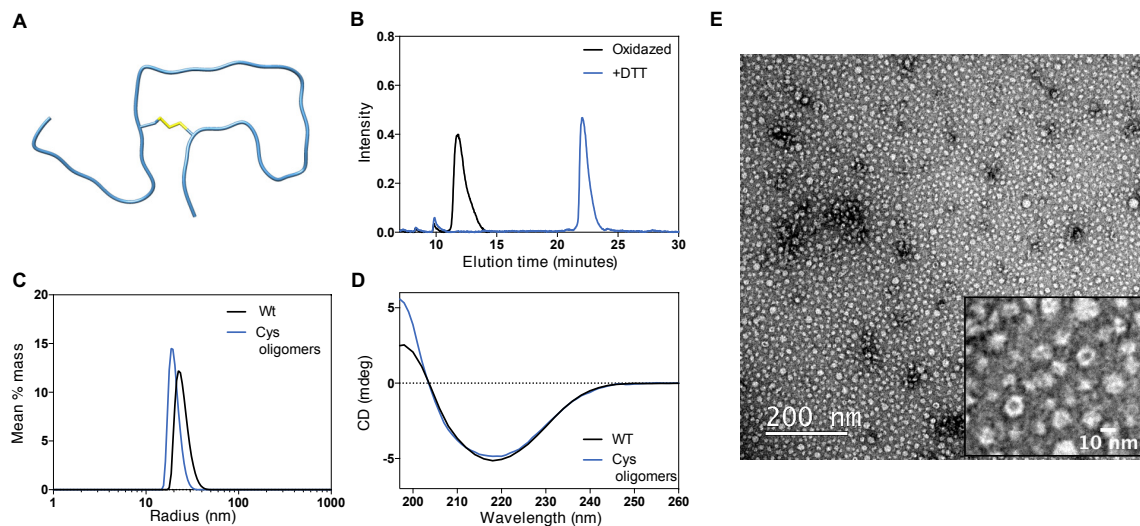 A
B
Intensity
0.8
0.6
0.4
0.2
0.0
Oxidazed
+DTT
10 15 20 25 30
Elution time (minutes)
C
Mean % mass
20
15
10
5
0
Wt
Cys
oligomers
1 10 100 1000
Radius (nm)
D
CD (mdeg)
5
0
-5
WT
Cys
oligomers
200 210 220 230 240 250 260
Wavelength (nm)
E
200 nm
10 nm